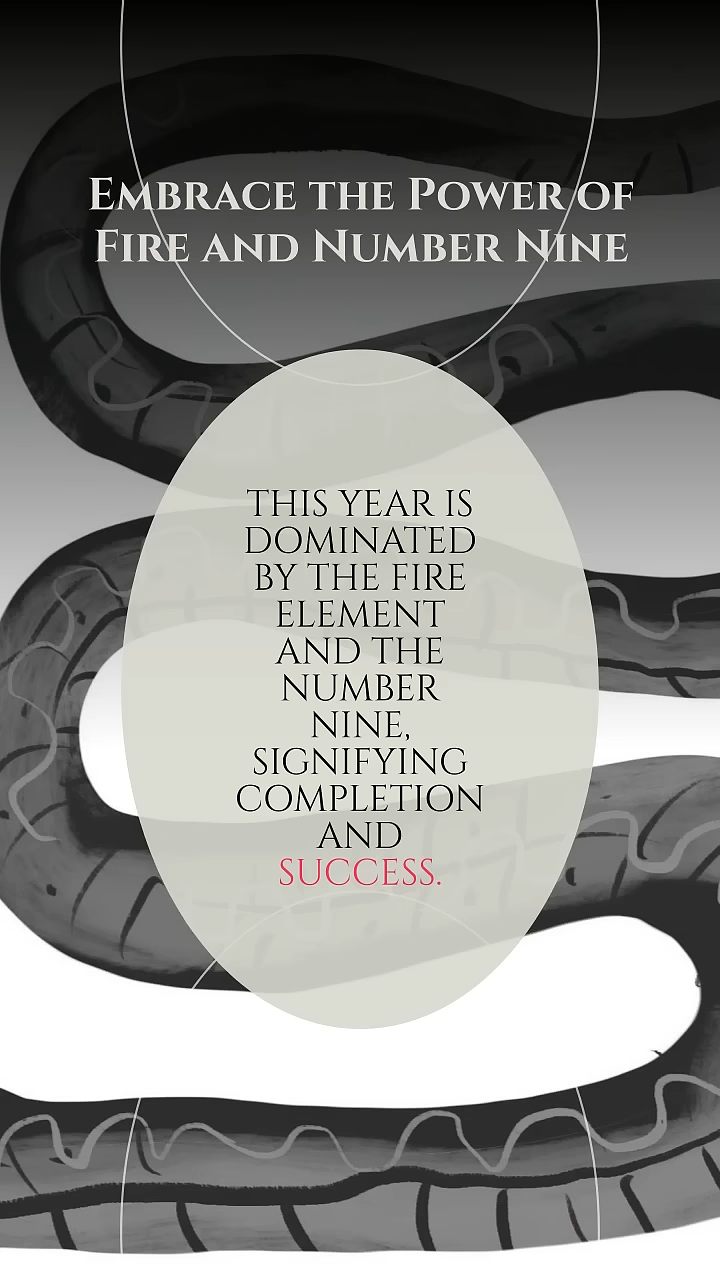 Embrace the Power of
Fire and Number Nine
THIS YEAR IS
DOMINATED
BY THE FIRE
ELEMENT
AND THE
NUMBER
NINE,
SIGNIFYING
COMPLETION
AND
SUCCESS.